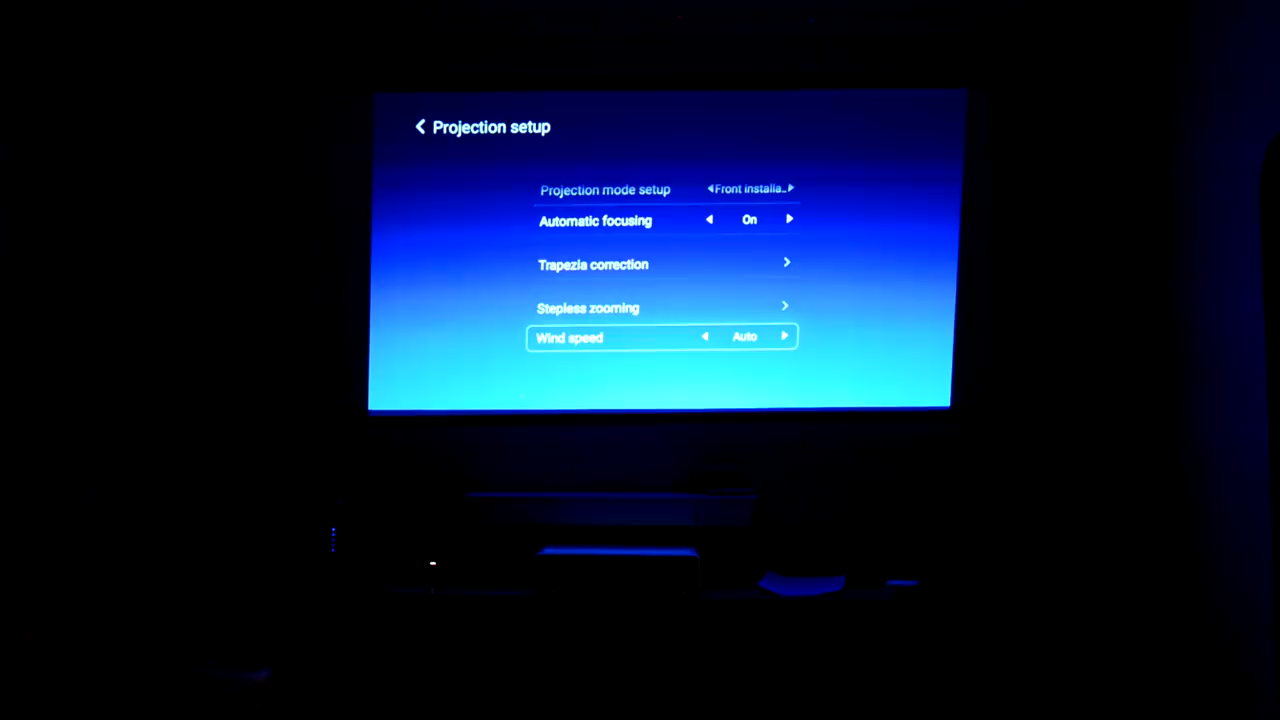 Projection setup
Projection mode setup Front installa...
Automatic focusing On
Trapezia correction
Stepless zooming
Wind speed Auto